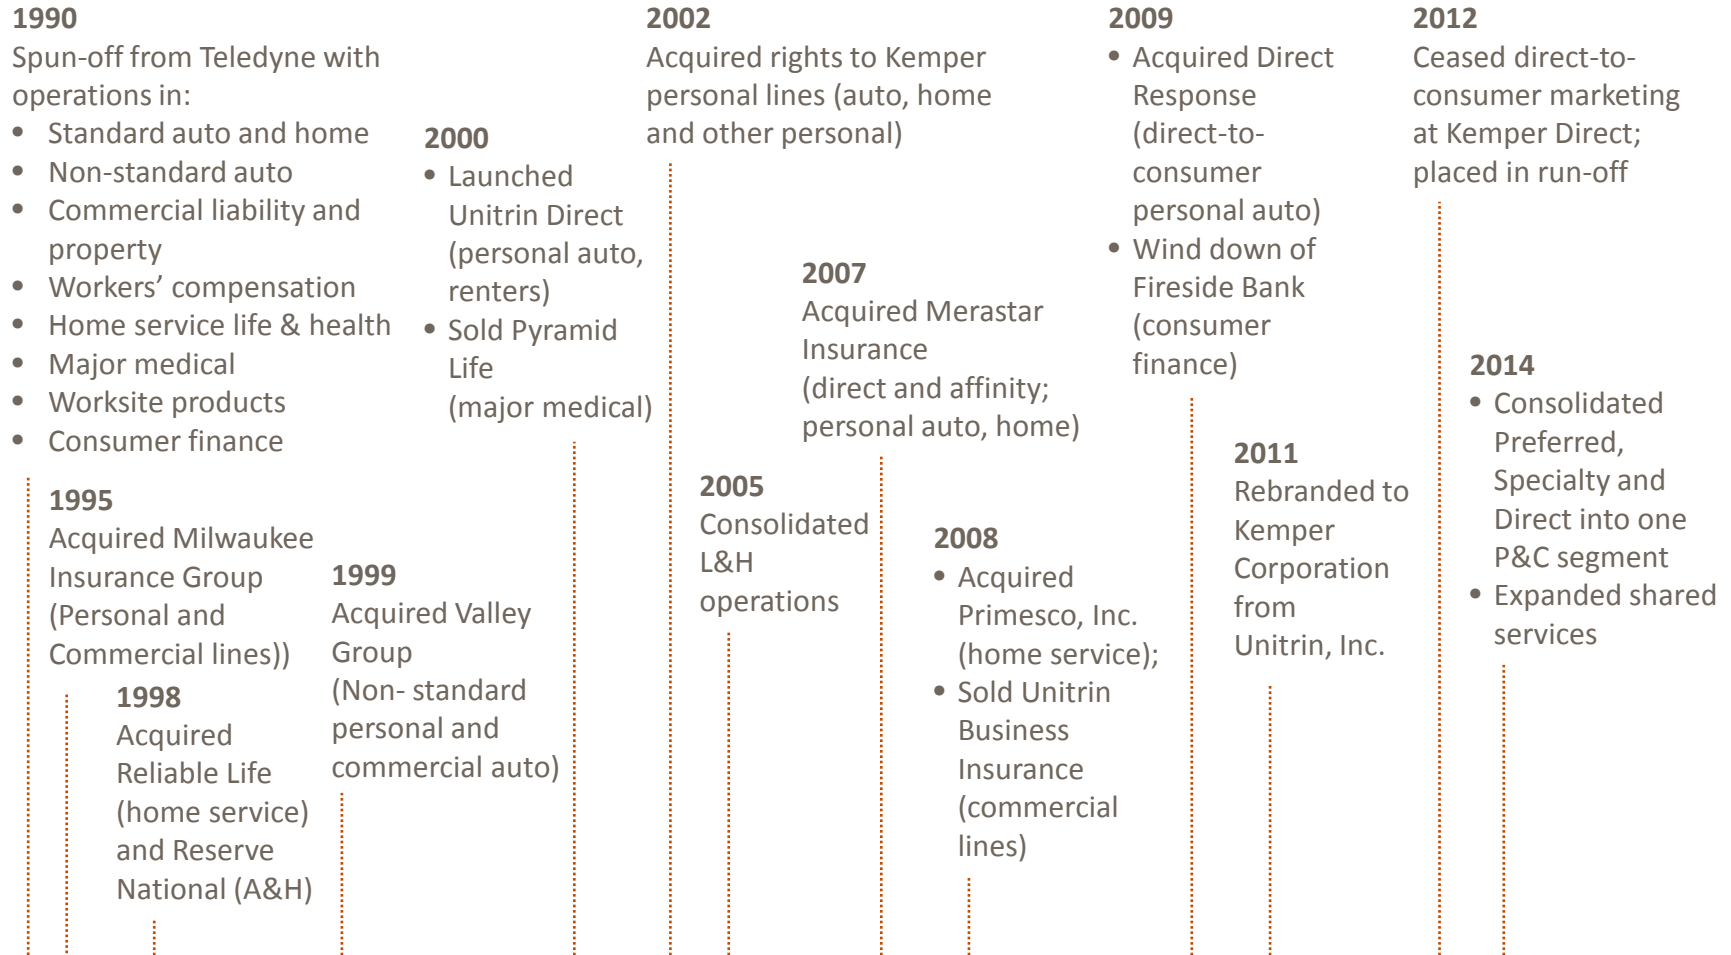 1990
Spun-off from Teledyne with
operations in:
• Standard auto and home
• Non-standard auto
• Commercial liability and
property
• Workers’ compensation
• Home service life & health
• Major medical
• Worksite products
• Consumer finance
1995
Acquired Milwaukee
Insurance Group
(Personal and
Commercial lines))
1998
Acquired
Reliable Life
(home service)
and Reserve
National (A&H)
1999
Acquired Valley
Group
(Non- standard
personal and
commercial auto)
2000
• Launched
Unitrin Direct
(personal auto,
renters)
• Sold Pyramid
Life
(major medical)
2002
Acquired rights to Kemper
personal lines (auto, home
and other personal)
2005
Consolidated
L&H
operations
2007
Acquired Merastar
Insurance
(direct and affinity;
personal auto, home)
2008
• Acquired
Primesco, Inc.
(home service);
• Sold Unitrin
Business
Insurance
(commercial
lines)
2009
• Acquired Direct
Response
(direct-to-
consumer
personal auto)
• Wind down of
Fireside Bank
(consumer
finance)
2011
Rebranded to
Kemper
Corporation
from
Unitrin, Inc.
2012
Ceased direct-to-
consumer marketing
at Kemper Direct;
placed in run-off
2014
• Consolidated
Preferred,
Specialty and
Direct into one
P&C segment
• Expanded shared
services